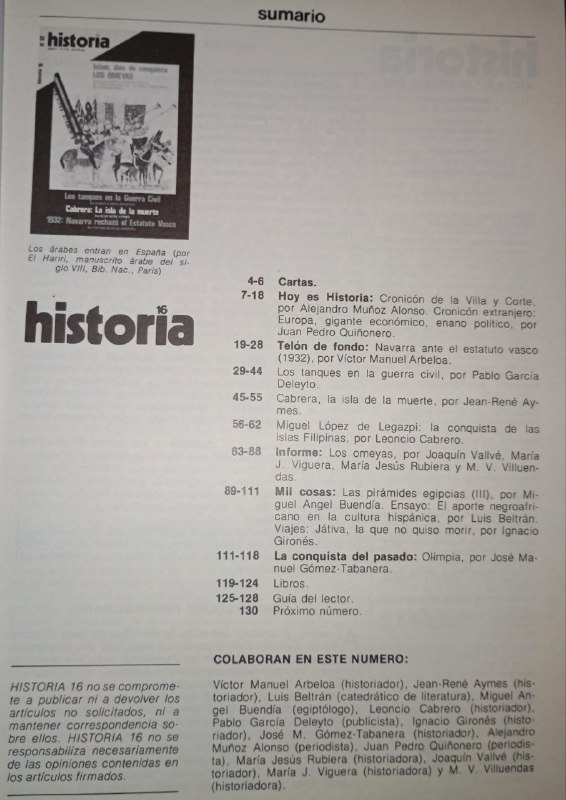 sumario
historia
Islam, días de conquista
LOS OMEYAS
Los tanques en la Guerra Civil
Cabrera: La isla de la muerte
1932: Navarra rechazó el Estatuto Vasco
Los árabes entran en España (por
El Hariri, manuscrito árabe del si-
glo VIII, Bib. Nac., París)
historia
16
4-6 Cartas.
7-18 Hoy es Historia: Cronicón de la Villa y Corte,
por Alejandro Muñoz Alonso. Cronicón extranjero:
Europa, gigante económico, enano político, por
Juan Pedro Quiñonero.
19-28 Telón de fondo: Navarra ante el estatuto vasco
(1932), por Víctor Manuel Arbeloa.
29-44 Los tanques en la guerra civil, por Pablo García
Deleyto.
45-55 Cabrera, la isla de la muerte, por Jean-René Ay-
mes.
56-62 Miguel López de Legazpi: la conquista de las
islas Filipinas, por Leoncio Cabrero.
63-88 Informe: Los omeyas, por Joaquín Vallvé, María
J. Viguera, María Jesús Rubiera y M. V. Villuen-
das.
89-111 Mil cosas: Las pirámides egipcias (III), por Mi-
guel Angel Buendía. Ensayo: El aporte negroafri-
cano en la cultura hispánica, por Luis Beltrán.
Viajes: Játiva, la que no quiso morir, por Ignacio
Gironés.
111-118 La conquista del pasado: Olimpia, por José Ma-
nuel Gómez-Tabanera.
119-124 Libros.
125-128 Guía del lector.
130 Próximo número.
HISTORIA 16 no se comprome-
te a publicar ni a devolver los
artículos no solicitados, ni a
mantener correspondencia so-
bre ellos. HISTORIA 16 no se
responsabiliza necesariamente
de las opiniones contenidas en
los artículos firmados.
COLABORAN EN ESTE NUMERO:
Víctor Manuel Arbeloa (historiador), Jean-René Aymes (his-
toriador), Luis Beltrán (catedrático de literatura), Miguel An-
gel Buendía (egiptólogo), Leoncio Cabrero (historiador),
Pablo García Deleyto (publicista), Ignacio Gironés (histo-
riador), José M. Gómez-Tabanera (historiador), Alejandro
Muñoz Alonso (periodista), Juan Pedro Quiñonero (periodis-
ta), María Jesús Rubiera (historiadora), Joaquín Vallvé (his-
toriador), María J. Viguera (historiadora) y M. V. Villuendas
(historiadora).